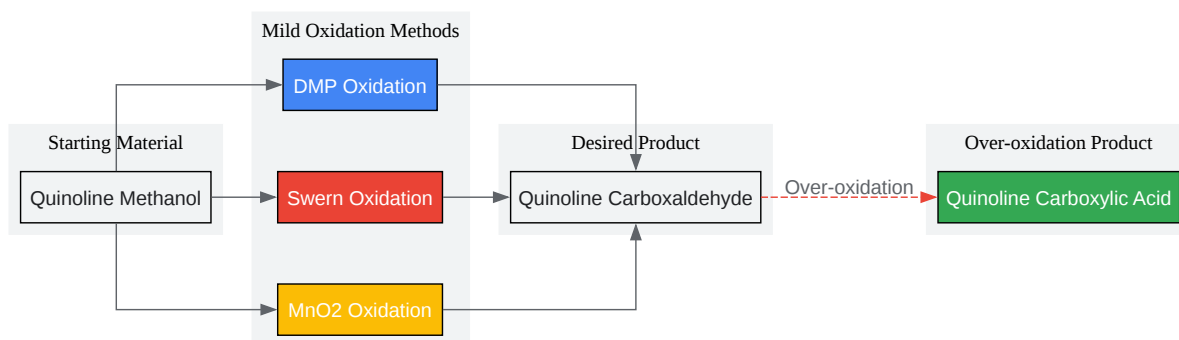 Mild Oxidation Methods
DMP Oxidation
Starting Material
Quinoline Methanol
Swern Oxidation
MnO2 Oxidation
Desired Product
Quinoline Carboxaldehyde
Over-oxidation
Over-oxidation Product
Quinoline Carboxylic Acid